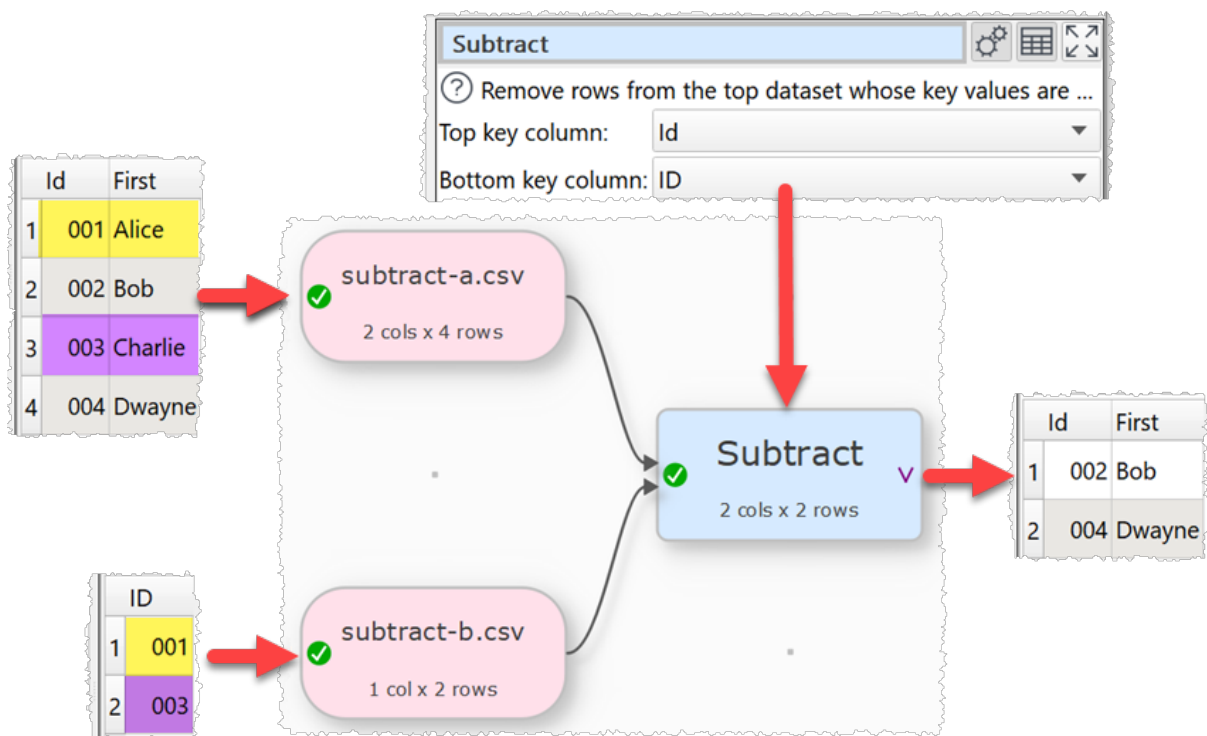 Subtract
? Remove rows from the top dataset whose key values are ...
Top key column: Id
Bottom key column: ID
Id First
1 001 Alice
2 002 Bob
3 003 Charlie
4 004 Dwayne
subtract-a.csv
2 cols x 4 rows
Subtract
2 cols x 2 rows
Id First
1 002 Bob
2 004 Dwayne
ID
1 001
2 003
subtract-b.csv
1 col x 2 rows